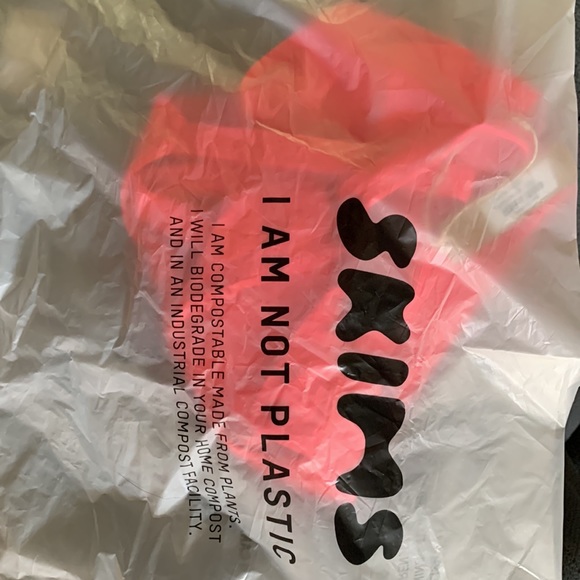 SKIMS
I AM NOT PLASTIC
I AM COMPOSTABLE MADE FROM PLANTS.
I WILL BIODEGRADE IN YOUR HOME COMPOST
AND IN AN INDUSTRIAL COMPOST FACILITY.